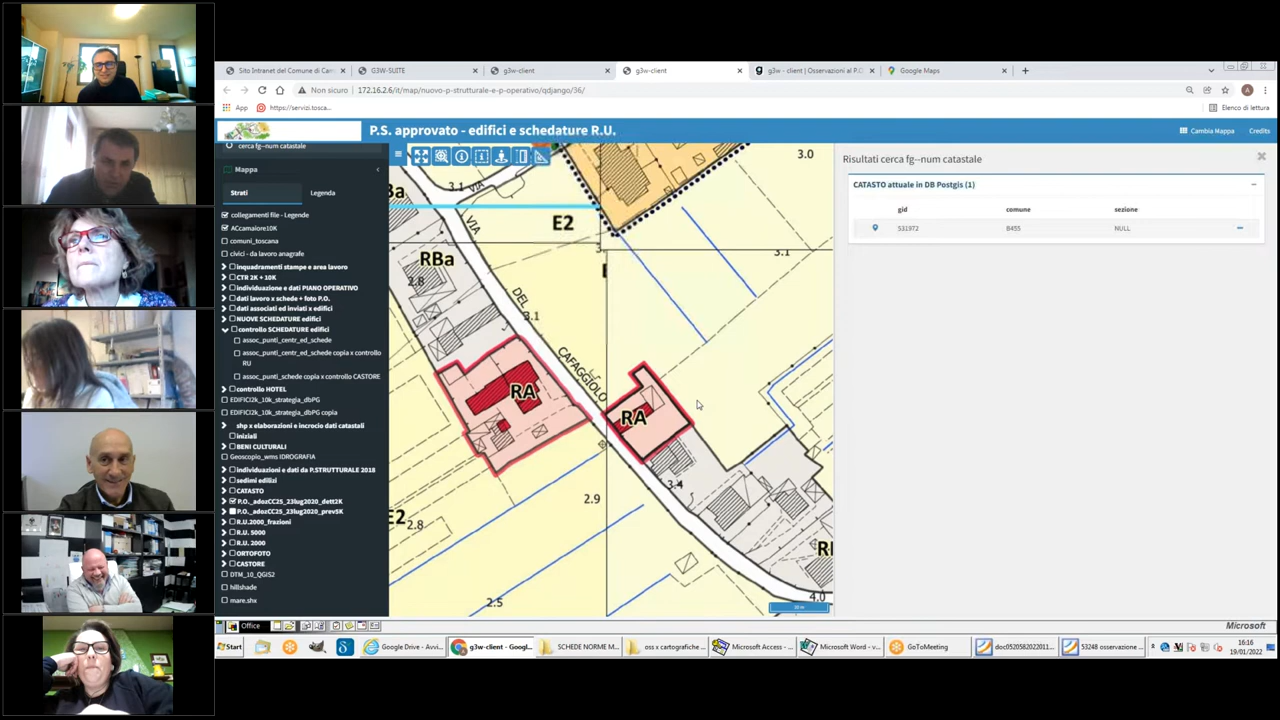 Sito Intranet del Comune di Cam
G3W-SUITE
g3w-client
g3w-client
g3w - client | Osservazioni al P.O.
Google Maps
Non sicuro | 172.16.2.6/it/map/nuovo-p-strutturale-e-p-operativo/qdjango/36/
App
https://servizi.tosca...
Elenco di lettura
P.S. approvato - edifici e schedature R.U.
Cambia Mappa
Credits
cerca fg--num catastale
Mappa
Strati
Legenda
collegamenti file - Legende
ACcamaiore10K
comuni_toscana
civici - da lavoro anagrafe
inquadramenti stampe e area lavoro
CTR 2K + 10K
individuazione e dati PIANO OPERATIVO
dati lavoro x schede + foto P.O.
dati associati ed inviati x edifici
NUOVE SCHEDATURE edifici
controllo SCHEDATURE edifici
assoc_punti_centr_ed_schede
assoc_punti_centr_ed_schede copia x controllo
RU
assoc_punti_schede copia x controllo CASTORE
controllo HOTEL
EDIFICI2k_10k_strategia_dbPG
EDIFICI2k_10k_strategia_dbPG copia
shp x elaborazioni e incrocio dati catastali
iniziali
BENI CULTURALI
Geoscopio_wms IDROGRAFIA
individuazioni e dati da P.STRUTTURALE 2018
sedimi edilizi
CATASTO
P.O._adozCC25_23lug2020_dett2K
P.O._adozCC25_23lug2020_prev5K
R.U.2000_frazioni
R.U. 5000
R.U. 2000
ORTOFOTO
CASTORE
DTM_10_QGIS2
hillshade
mare.shx
3.1
3.0
Ba
VIA
E2
3.1
RBa
2.8
DEL
3.1
CAFAGGIOLO
RA
RA
3.4
2.9
E2
2.8
2.5
4.0
Risultati cerca fg--num catastale
CATASTO attuale in DB Postgis (1)
gid
comune
sezione
531972
B455
NULL
Office
Microsoft
Start
Google Drive - Avvi...
g3w-client - Googl...
SCHEDE NORME M...
oss x cartografiche ...
Microsoft Access - ...
Microsoft Word - v...
GoToMeeting
doc0520582022011...
53248 osservazione ...
16:16
19/01/2022